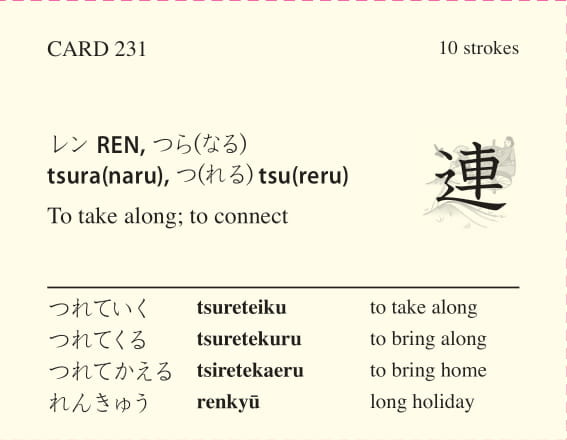 CARD 231 10 strokes
レン REN, つら(なる)
tsura(naru), つ(れる) tsu(reru)
To take along; to connect
連
つれていく tsureteiku to take along
つれてくる tsuretekuru to bring along
つれてかえる tsiretekaeru to bring home
れんきゅう renkyū long holiday